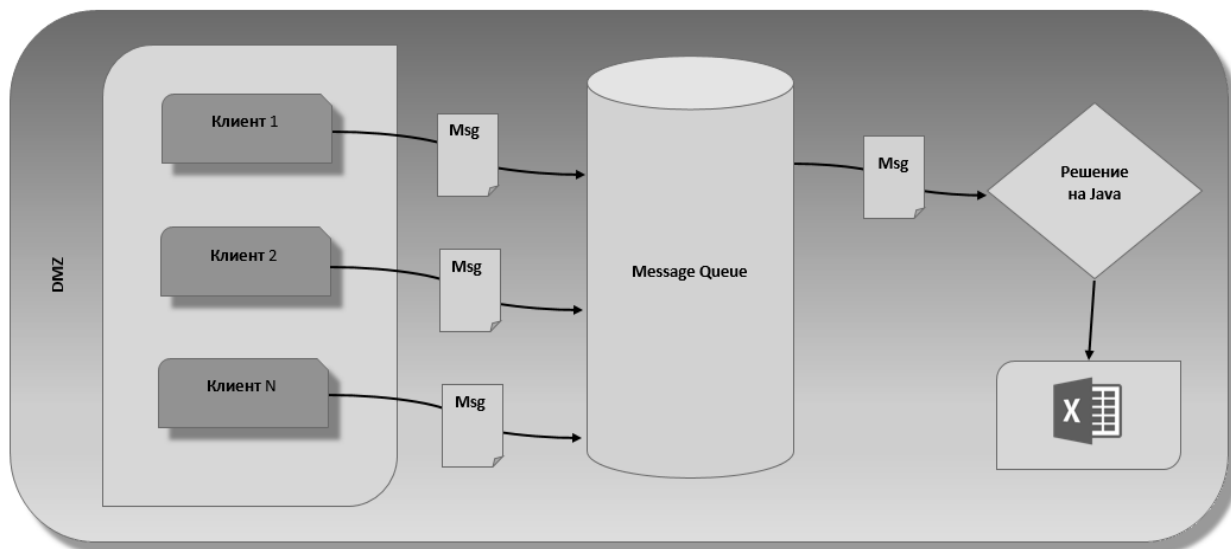 Клиент 1
Msg
Msg
Решение
на Java
Клиент 2
DMZ
Msg
Message Queue
Клиент N
Msg
X